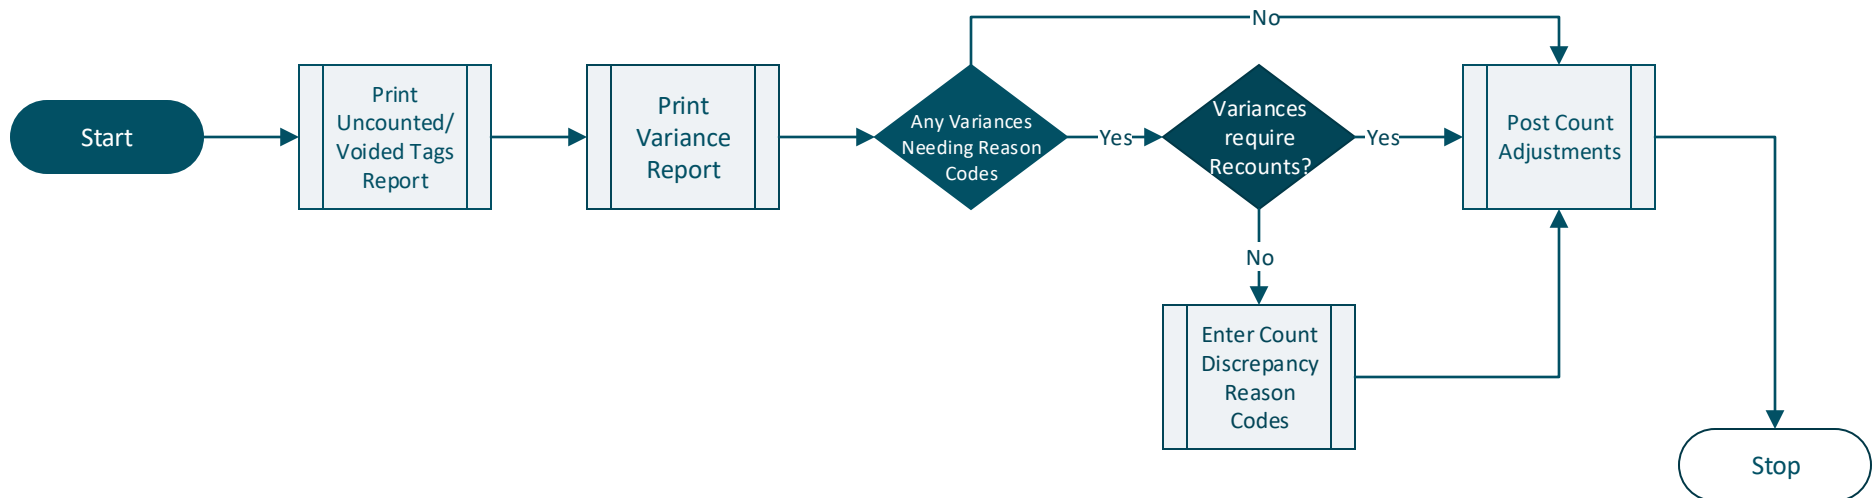 No
Start
Print
Uncounted/
Voided Tags
Report
Print
Variance
Report
Any Variances
Needing Reason
Codes
Yes
Variances
require
Recounts?
Yes
Post Count
Adjustments
No
Enter Count
Discrepancy
Reason
Codes
Stop